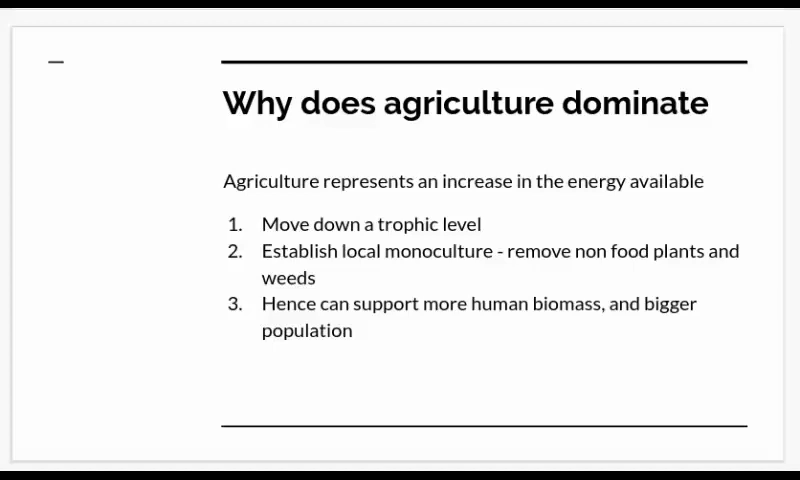 Why does agriculture dominate
Agriculture represents an increase in the energy available
1. Move down a trophic level
2. Establish local monoculture - remove non food plants and
weeds
3. Hence can support more human biomass, and bigger
population